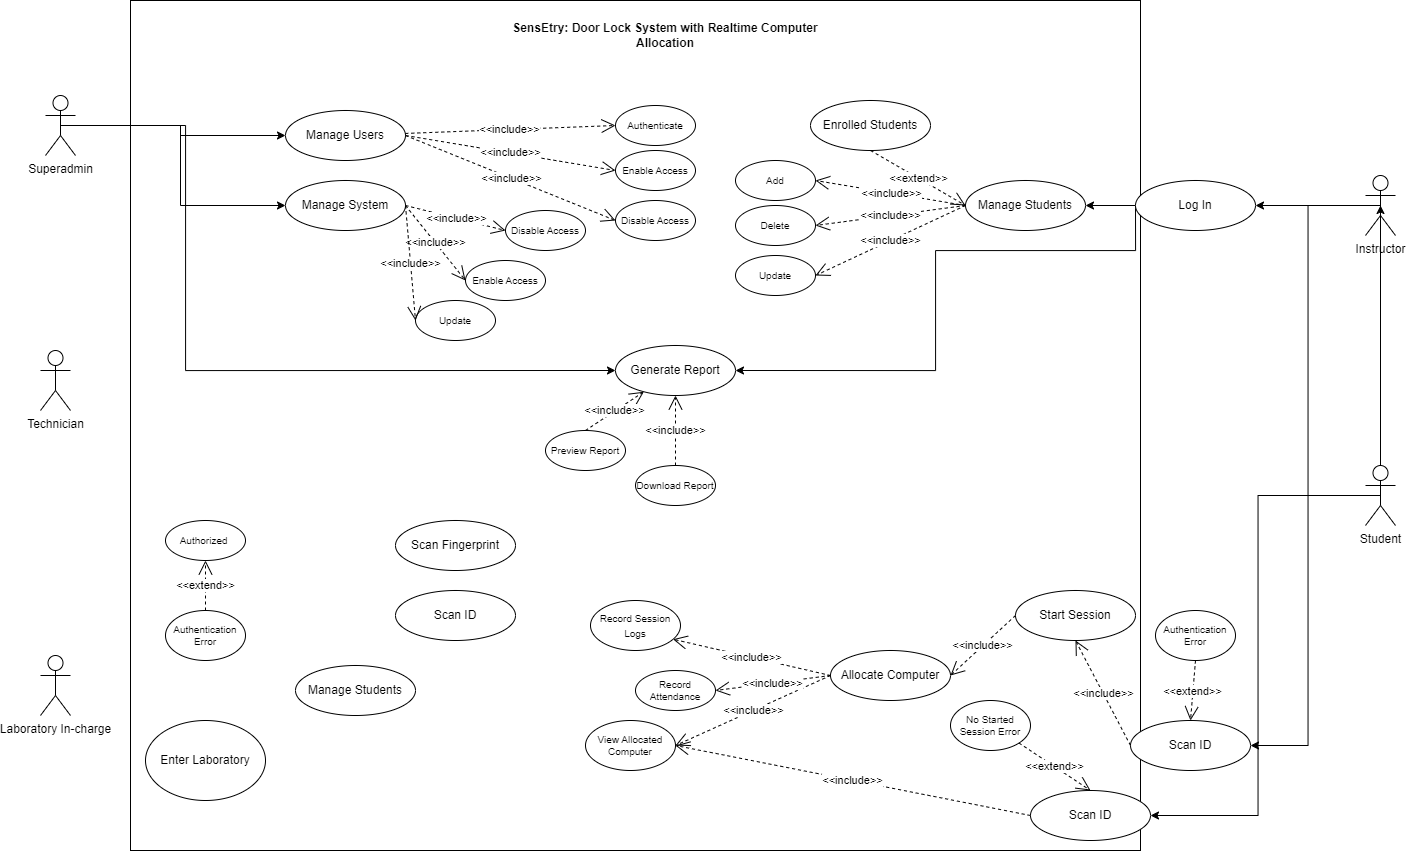 SensEtry: Door Lock System with Realtime Computer
Allocation
Superadmin
Manage Users
<<include>>
Authenticate
<<include>>
Enable Access
<<include>>
Disable Access
Manage System
<<include>>
Disable Access
<<include>>
Enable Access
<<include>>
Update
Enrolled Students
<<extend>>
Add
<<include>>
Delete
<<include>>
Update
<<include>>
Manage Students
Log In
Instructor
Technician
Generate Report
<<include>>
Preview Report
<<include>>
Download Report
Student
Authorized
<<extend>>
Authentication
Error
Scan Fingerprint
Scan ID
Manage Students
Laboratory In-charge
Enter Laboratory
Record Session
Logs
<<include>>
Record
Attendance
<<include>>
View Allocated
Computer
<<include>>
Allocate Computer
<<include>>
Start Session
<<include>>
Authentication
Error
<<extend>>
Scan ID
No Started
Session Error
<<extend>>
<<include>>
Scan ID